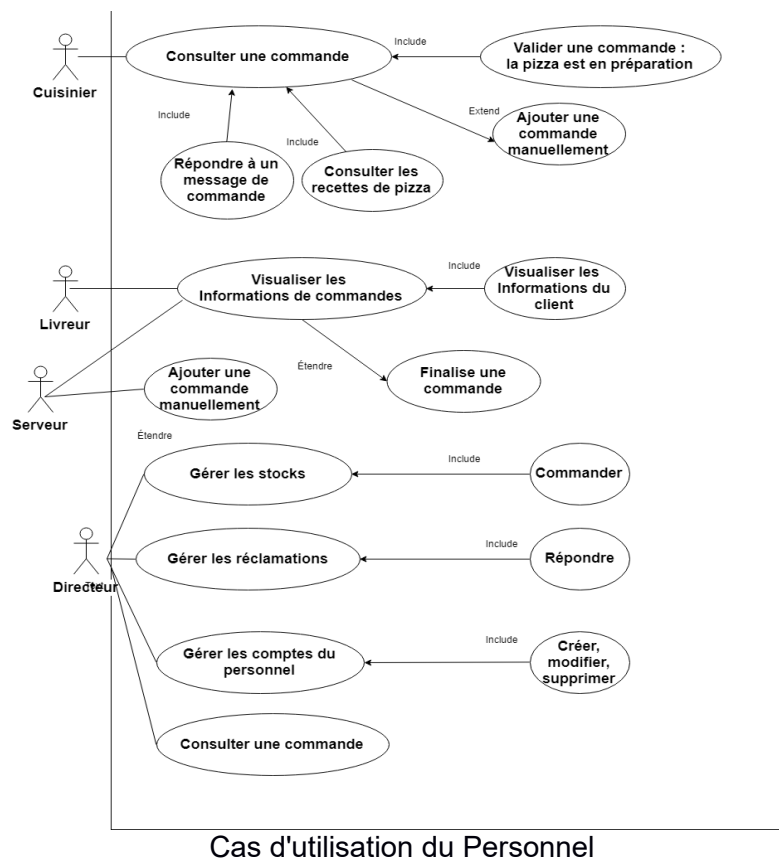 Cuisinier
Consulter une commande
Include
Valider une commande :
la pizza est en préparation
Include
Include
Extend
Ajouter une
commande
manuellement
Répondre à un
message de
commande
Consulter les
recettes de pizza
Livreur
Visualiser les
Informations de commandes
Include
Visualiser les
Informations du
client
Étendre
Finalise une
commande
Serveur
Ajouter une
commande
manuellement
Étendre
Gérer les stocks
Include
Commander
Directeur
Gérer les réclamations
Include
Répondre
Gérer les comptes du
personnel
Include
Créer,
modifier,
supprimer
Consulter une commande
Cas d'utilisation du Personnel